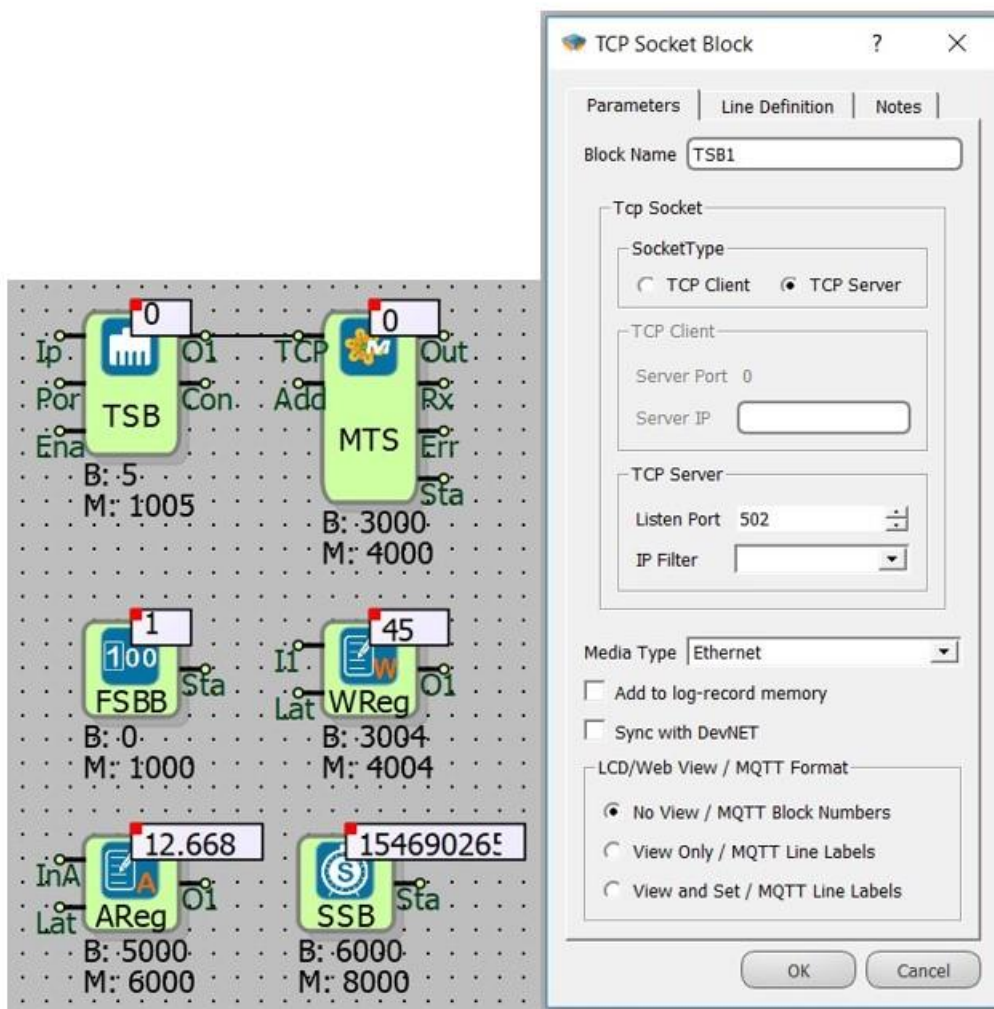 0
0
Ip
O1
TCP
Out
Por
TSB
Con
Add
MTS
Rx
Ena
Err
Sta
B: 5
M: 1005
B: 3000
M: 4000
1
45
100
FSBB
Sta
I1
W
WReg
O1
Lat
B: 0
M: 1000
B: 3004
M: 4004
12.668
154690265
InA
A
AReg
O1
Lat
S
SSB
Sta
B: 5000
M: 6000
B: 6000
M: 8000
TCP Socket Block ?
Parameters Line Definition Notes
Block Name TSB1
Tcp Socket
SocketType
TCP Client TCP Server
TCP Client
Server Port 0
Server IP
TCP Server
Listen Port 502
IP Filter
Media Type Ethernet
Add to log-record memory
Sync with DevNET
LCD/Web View / MQTT Format
No View / MQTT Block Numbers
View Only / MQTT Line Labels
View and Set / MQTT Line Labels
OK Cancel